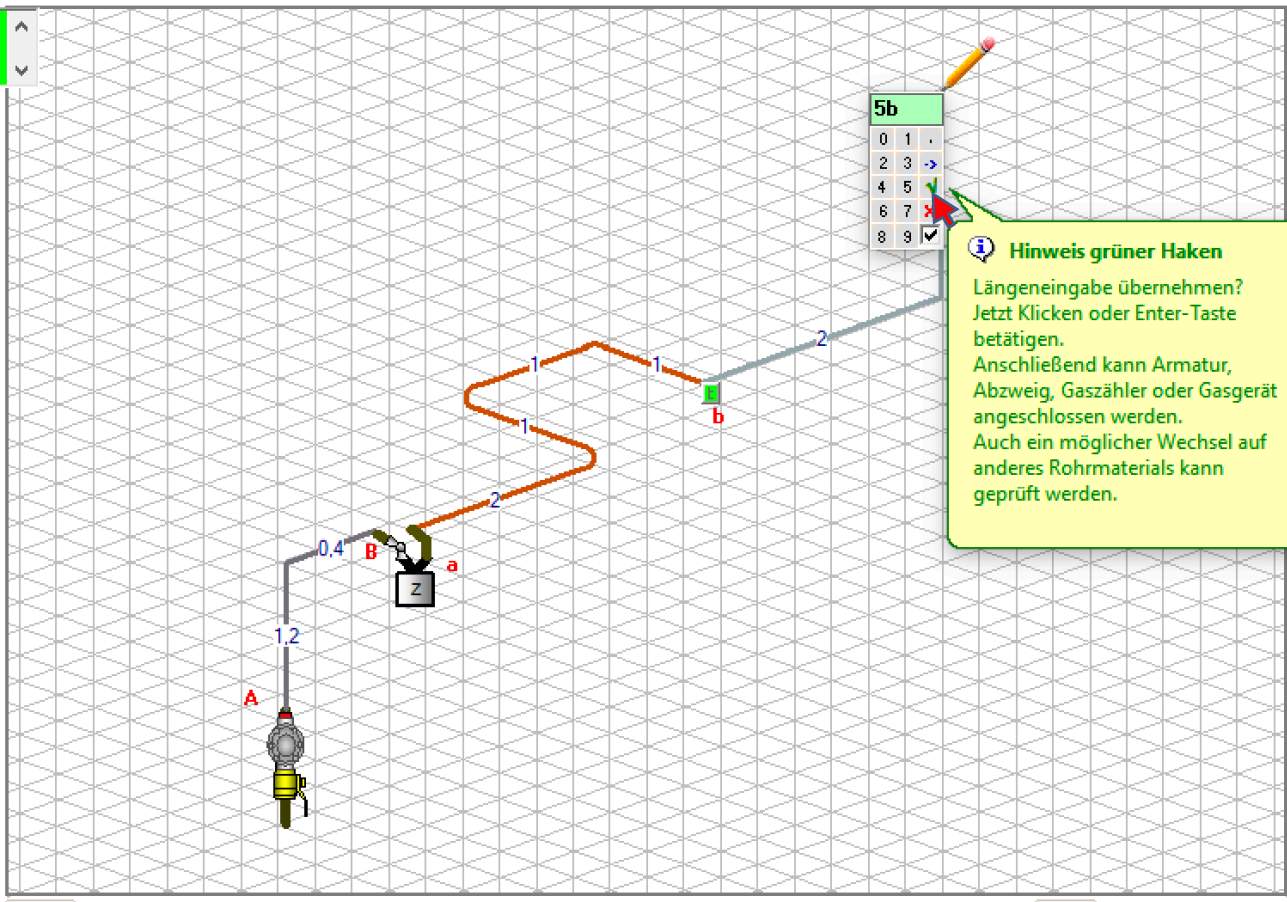 5b
0 1 .
2 3 ->
4 5
6 7 x
8 9
Hinweis grüner Haken
Längeneingabe übernehmen?
Jetzt Klicken oder Enter-Taste
betätigen.
Anschließend kann Armatur,
Abzweig, Gaszähler oder Gasgerät
angeschlossen werden.
Auch ein möglicher Wechsel auf
anderes Rohrmaterials kann
geprüft werden.
2
1
1
b
1
2
0,4
B
a
Z
1,2
A